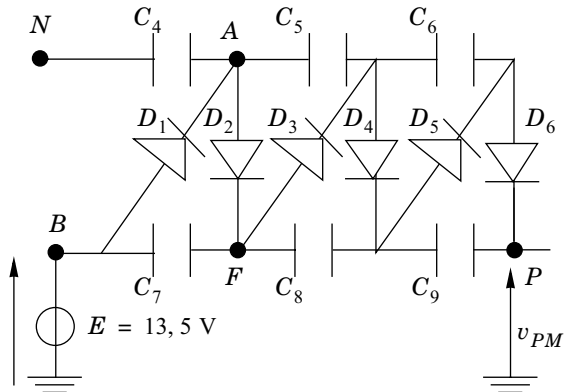 N C4 A C5 C6
D1 D2 D3 D4 D5 D6
B F P
C7 C8 C9
E = 13, 5 V
vPM